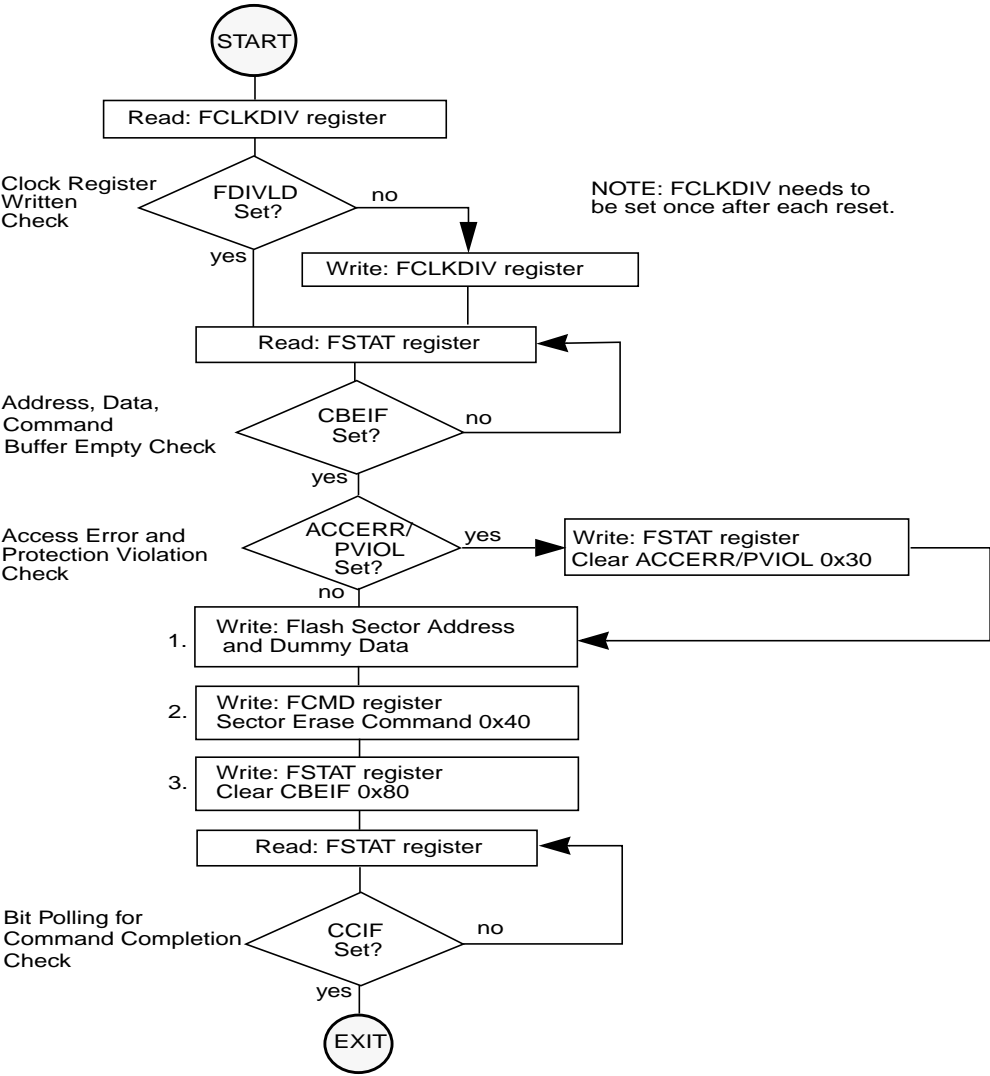 START
Read: FCLKDIV register
Clock Register
Written
Check
FDIVLD
Set?
no
yes
NOTE: FCLKDIV needs to
be set once after each reset.
Write: FCLKDIV register
Read: FSTAT register
Address, Data,
Command
Buffer Empty Check
CBEIF
Set?
no
yes
Access Error and
Protection Violation
Check
ACCERR/
PVIOL
Set?
yes
no
Write: FSTAT register
Clear ACCERR/PVIOL 0x30
1.
Write: Flash Sector Address
and Dummy Data
2.
Write: FCMD register
Sector Erase Command 0x40
3.
Write: FSTAT register
Clear CBEIF 0x80
Read: FSTAT register
Bit Polling for
Command Completion
Check
CCIF
Set?
no
yes
EXIT